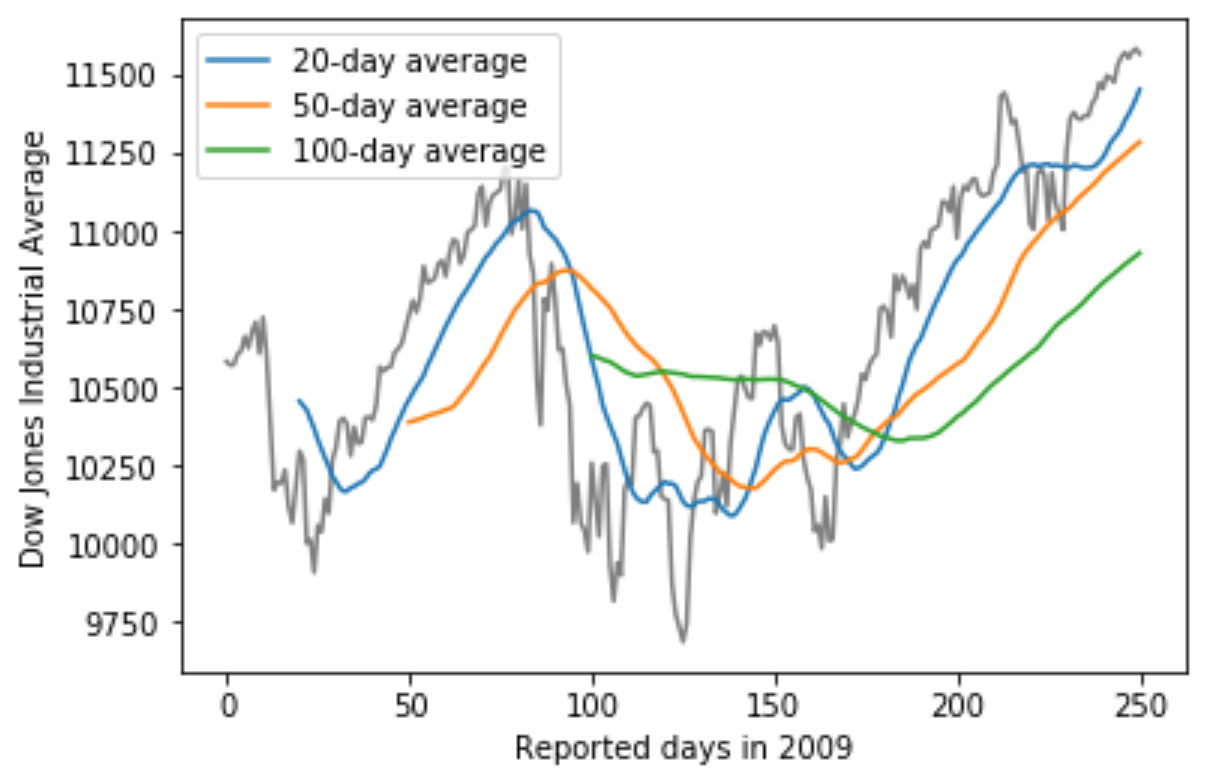 20-day average
50-day average
100-day average
11500
11250
11000
10750
10500
10250
10000
9750
Dow Jones Industrial Average
0 50 100 150 200 250
Reported days in 2009